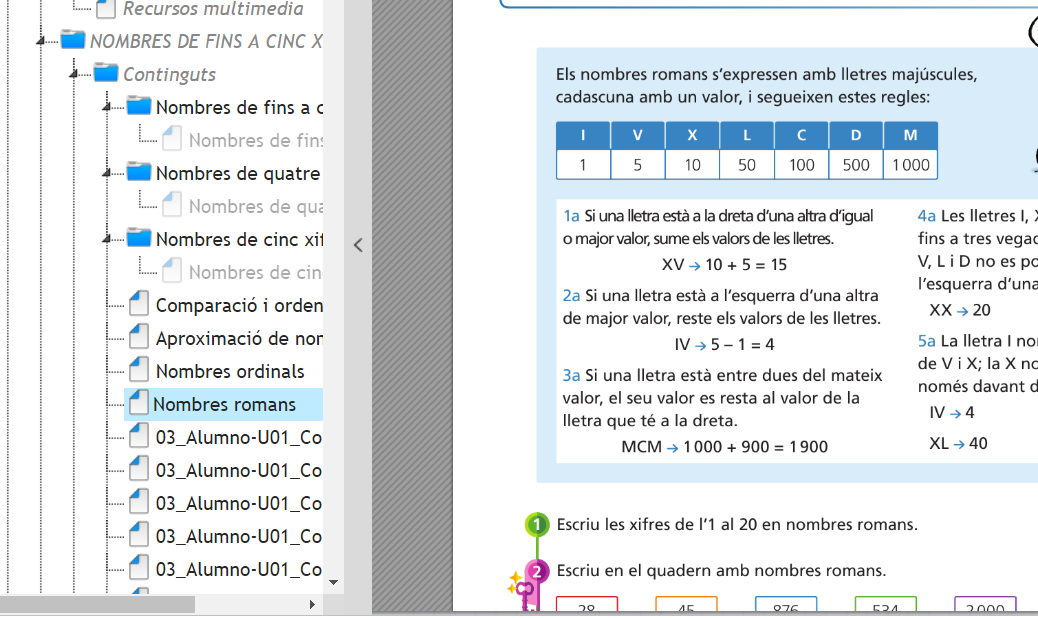 Recursos multimedia
NOMBRES DE FINS A CINC X
Continguts
Nombres de fins a c
Nombres de fins
Nombres de quatre
Nombres de qua
Nombres de cinc xif
Nombres de cin
Comparació i orden
Aproximació de nor
Nombres ordinals
Nombres romans
03_Alumno-U01_Co
03_Alumno-U01_Co
03_Alumno-U01_Co
03_Alumno-U01_Co
03_Alumno-U01_Co
Els nombres romans s'expressen amb lletres majúscules,
cadascuna amb un valor, i segueixen estes regles:
I V X L C D M
1 5 10 50 100 500 1 000
1a Si una lletra està a la dreta d'una altra d'igual
o major valor, sume els valors de les lletres.
XV → 10 + 5 = 15
2a Si una lletra està a l'esquerra d'una altra
de major valor, reste els valors de les lletres.
IV → 5 – 1 = 4
3a Si una lletra està entre dues del mateix
valor, el seu valor es resta al valor de la
lletra que té a la dreta.
MCM → 1 000 + 900 = 1 900
4a Les lletres I, X
fins a tres vegad
V, L i D no es po
l'esquerra d'una
XX → 20
5a La lletra I no
de V i X; la X no
només davant d
IV → 4
XL → 40
1 Escriu les xifres de l'1 al 20 en nombres romans.
2 Escriu en el quadern amb nombres romans.
28 45 876 534 2 000